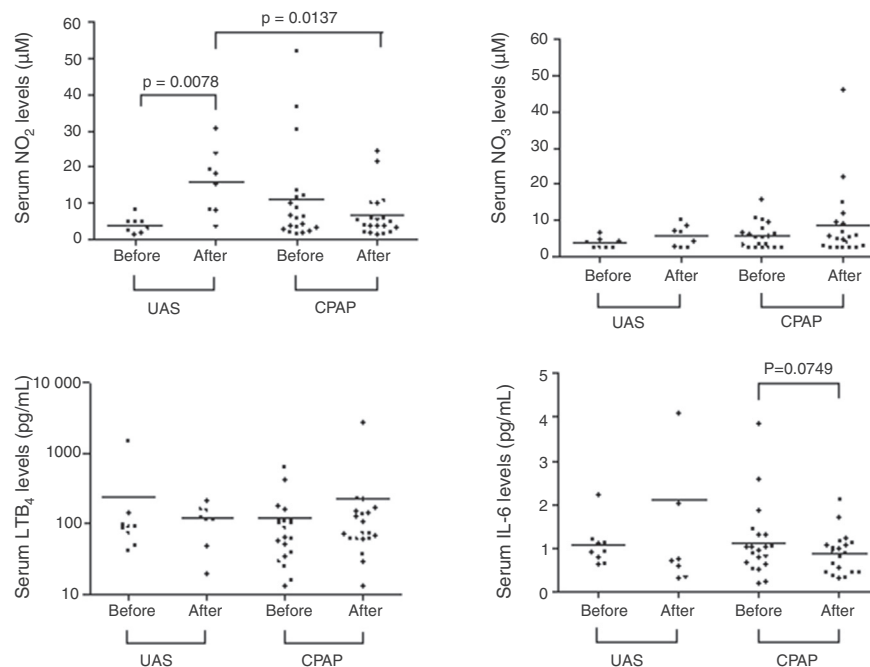 p = 0.0137
p = 0.0078
Serum NO2 levels (µM)
60
50
40
30
20
10
0
Before After Before After
UAS CPAP
Serum NO3 levels (µM)
60
50
40
30
20
10
0
Before After Before After
UAS CPAP
Serum LTB4 levels (pg/mL)
10 000
1000
100
10
Before After Before After
UAS CPAP
P=0.0749
Serum IL-6 levels (pg/mL)
5
4
3
2
1
0
Before After Before After
UAS CPAP